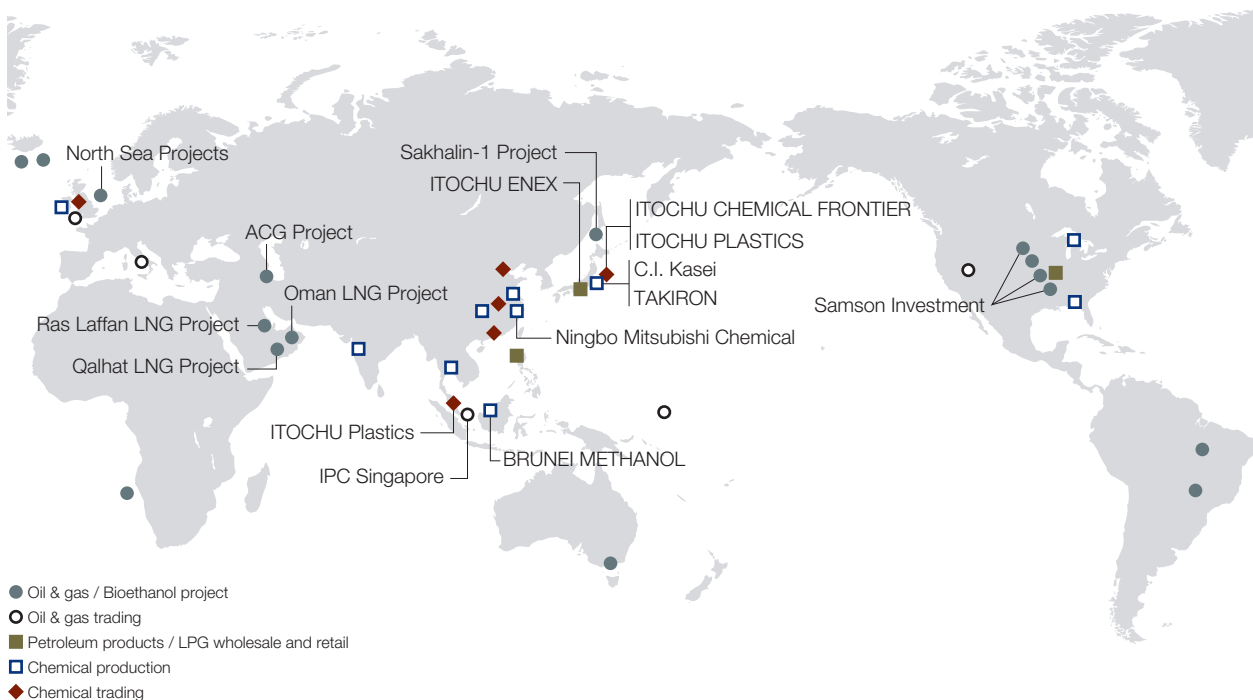 North Sea Projects
Sakhalin-1 Project
ITOCHU ENEX
ITOCHU CHEMICAL FRONTIER
ITOCHU PLASTICS
ACG Project
C.I. Kasei
TAKIRON
Oman LNG Project
Samson Investment
Ras Laffan LNG Project
Ningbo Mitsubishi Chemical
Qalhat LNG Project
ITOCHU Plastics
BRUNEI METHANOL
IPC Singapore
Oil & gas / Bioethanol project
Oil & gas trading
Petroleum products / LPG wholesale and retail
Chemical production
Chemical trading